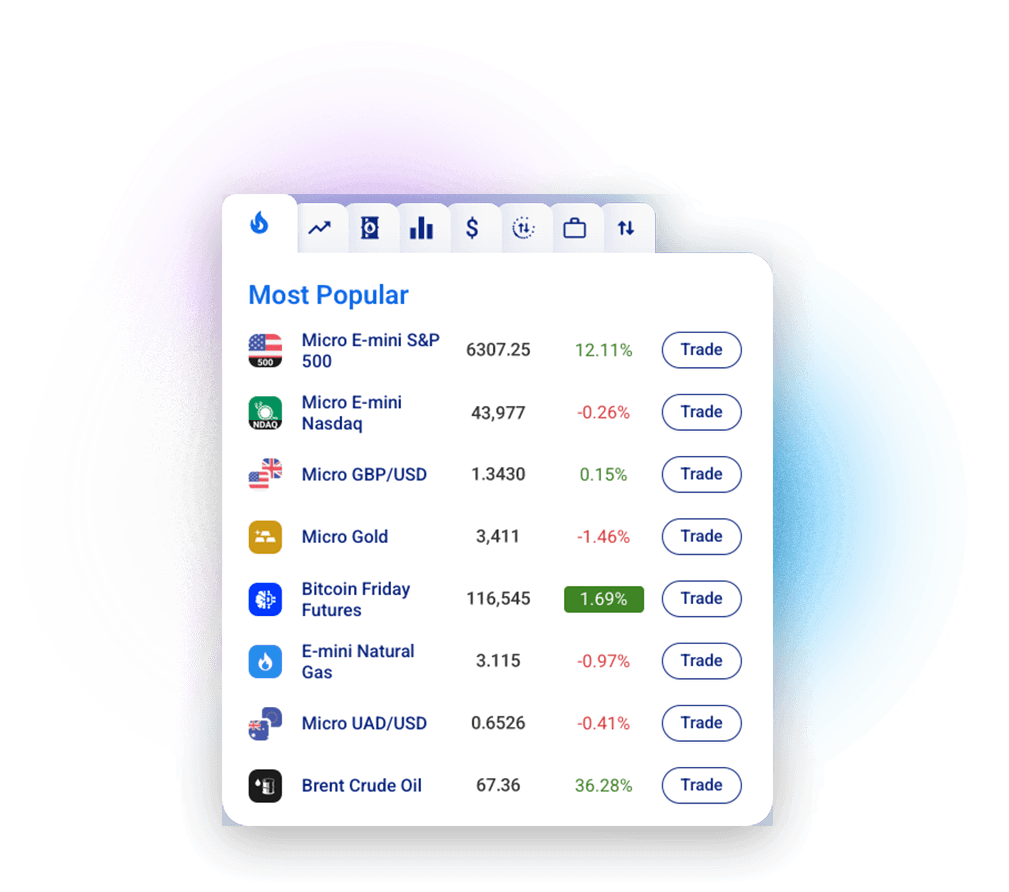 $
Most Popular
500
Micro E-mini S&P
500
6307.25
12.11%
Trade
NDAQ
Micro E-mini
Nasdaq
43,977
-0.26%
Trade
Micro GBP/USD
1.3430
0.15%
Trade
Micro Gold
3,411
-1.46%
Trade
Bitcoin Friday
Futures
116,545
1.69%
Trade
E-mini Natural
Gas
3.115
-0.97%
Trade
Micro UAD/USD
0.6526
-0.41%
Trade
Brent Crude Oil
67.36
36.28%
Trade